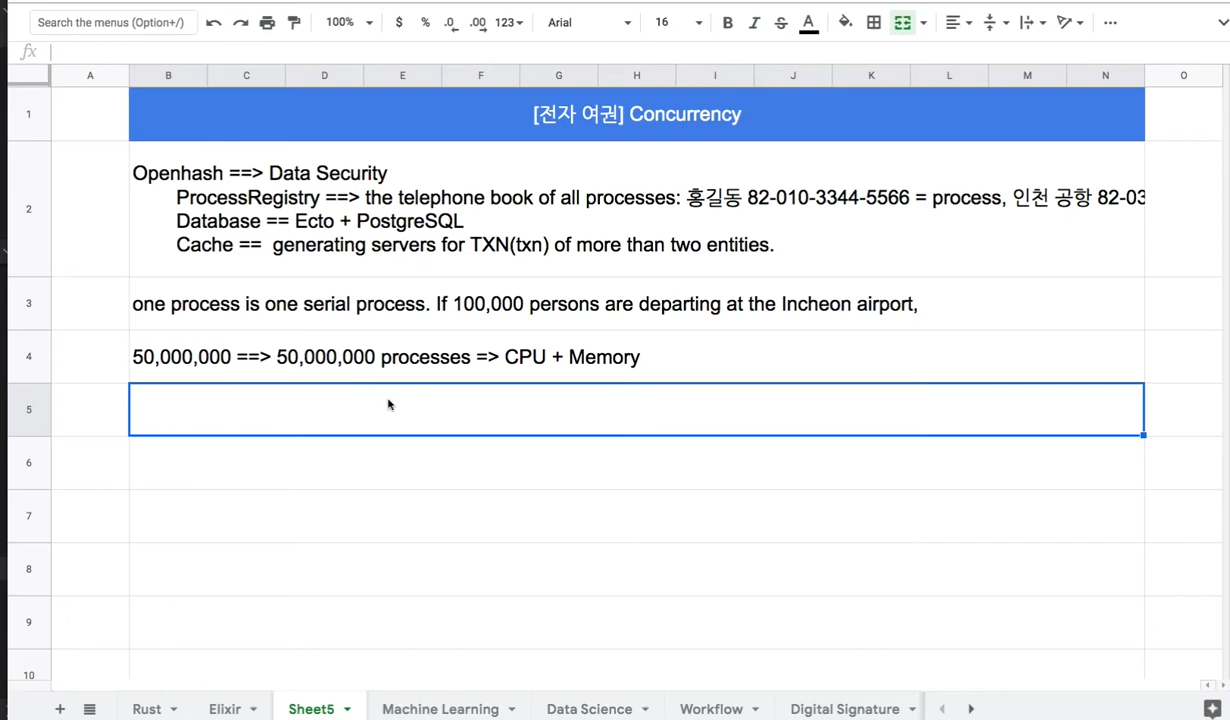 Search the menus (Option+/) 100% $ % .0 .00 123 Arial 16 B I S A
fx
A B C D E F G H I J K L M N O
1 [전자 여권] Concurrency
2 Openhash ==> Data Security
ProcessRegistry ==> the telephone book of all processes: 홍길동 82-010-3344-5566 = process, 인천 공항 82-03
Database == Ecto + PostgreSQL
Cache == generating servers for TXN(txn) of more than two entities.
3 one process is one serial process. If 100,000 persons are departing at the Incheon airport,
4 50,000,000 ==> 50,000,000 processes => CPU + Memory
5
6
7
8
9
10
Rust Elixir Sheet5 Machine Learning Data Science Workflow Digital Signature